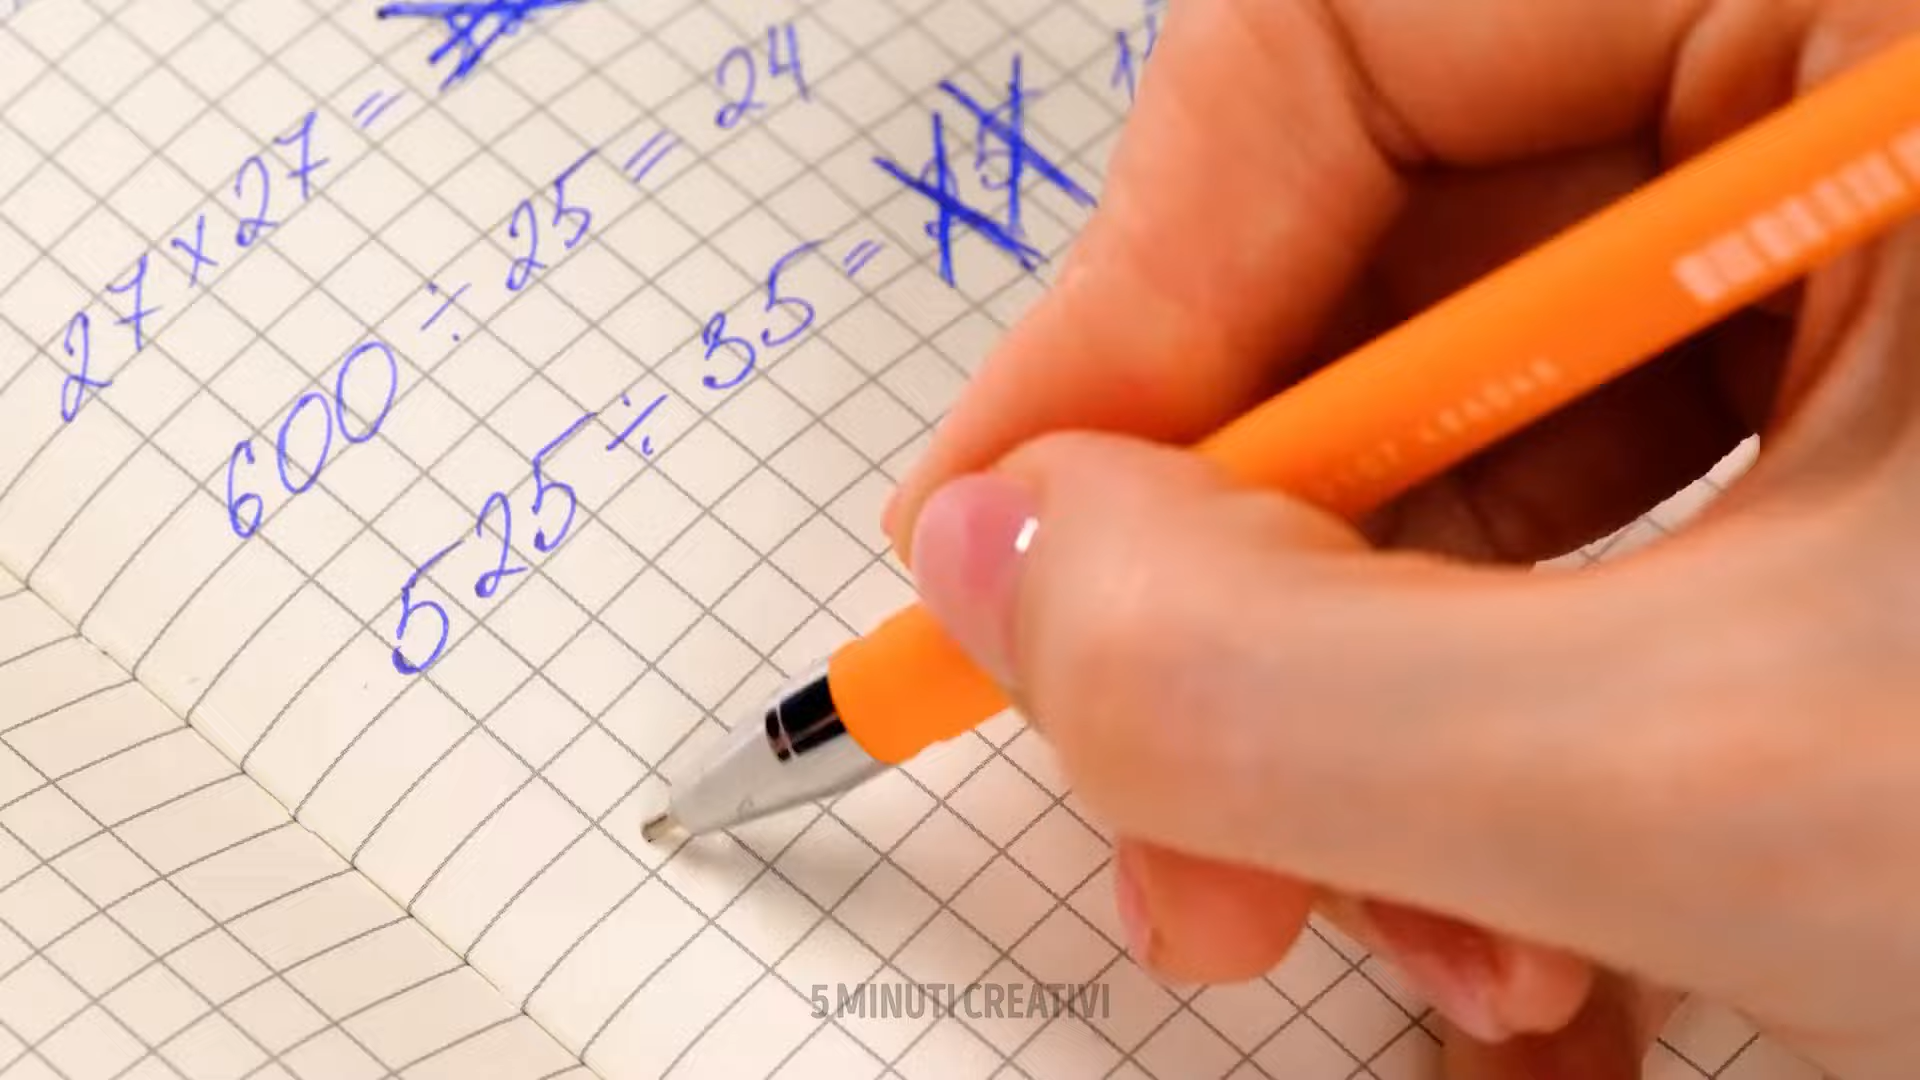 27 x 27 =
600 ÷ 25 = 24
525 ÷ 35 =
5 MINUTI CREATIVI